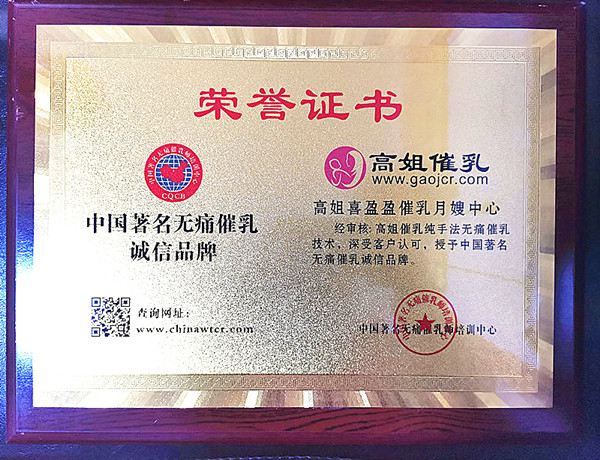 荣誉证书
CQCB
中国著名无痛催乳
诚信品牌
查询网址:
www.chinawtcr.com
高姐催乳
www.gaojcr.com
高姐喜盈盈催乳月嫂中心
经审核:高姐催乳纯手法无痛催乳
技术,深受客户认可,授予中国著名
无痛催乳诚信品牌。
中国著名无痛催乳师培训中心